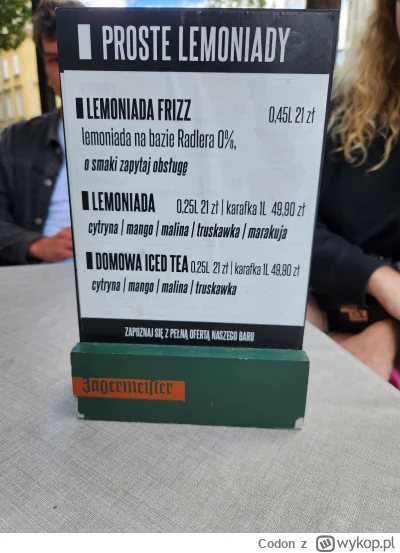 PROSTE LEMONIADY
LEMONIADA FRIZZ 0,45L 21 zł
lemoniada na bazie Radlera 0%,
o smaki zapytaj obsługę
LEMONIADA 0,25L 21 zł | karafka 1L 49,90 zł
cytryna | mango | malina | truskawka | marakuja
DOMOWA ICED TEA 0,25L 21 zł | karafka 1L 49,90 zł
cytryna | mango | malina | truskawka
ZAPOZNAJ SIĘ Z PEŁNĄ OFERTĄ NASZEGO BARU
Jägermeister
Codon z wykop.pl